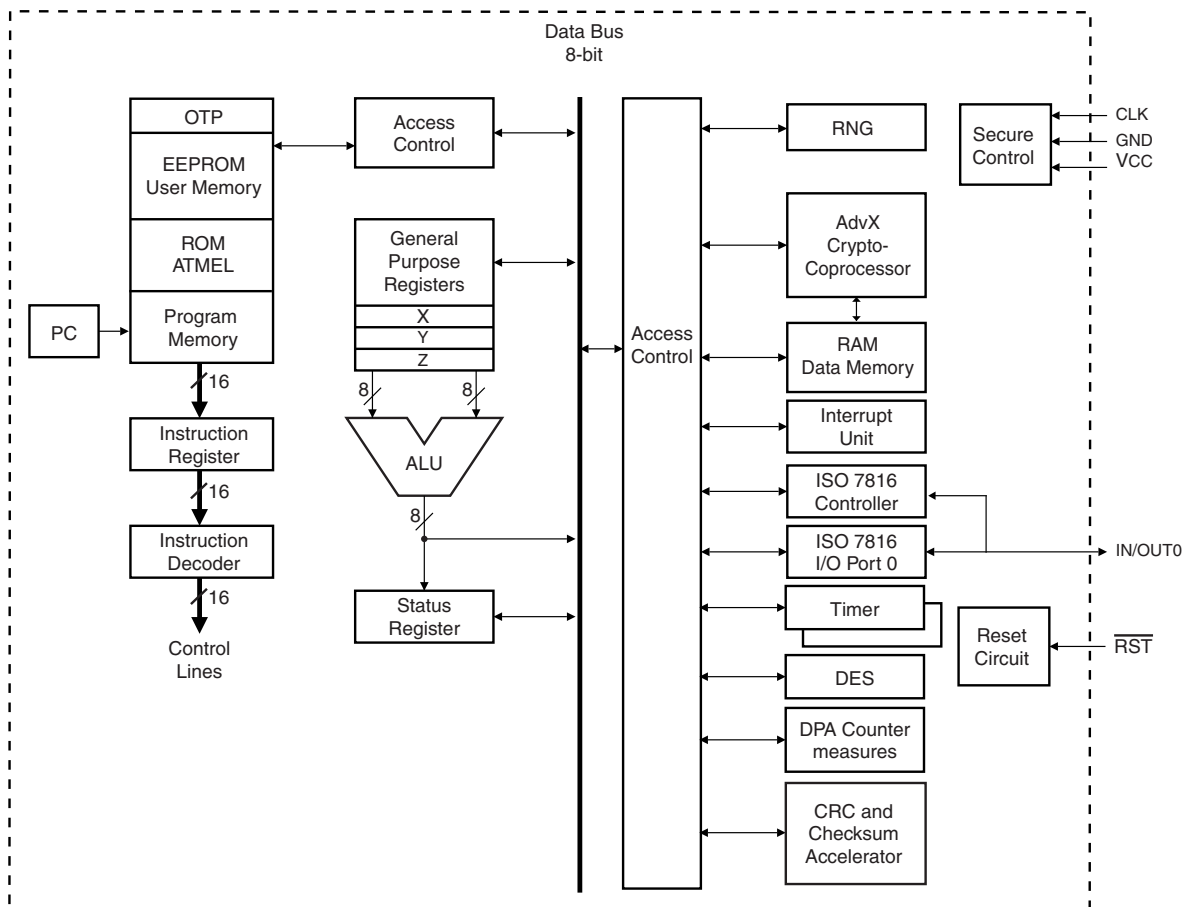 Data Bus
8-bit
OTP
EEPROM
User Memory
ROM
ATMEL
Program
Memory
PC
16
Instruction
Register
16
Instruction
Decoder
16
Control
Lines
Access
Control
General
Purpose
Registers
X
Y
Z
8
8
ALU
8
Status
Register
Access
Control
RNG
AdvX
Crypto-
Coprocessor
RAM
Data Memory
Interrupt
Unit
ISO 7816
Controller
ISO 7816
I/O Port 0
Timer
DES
DPA Counter
measures
CRC and
Checksum
Accelerator
Secure
Control
CLK
GND
VCC
IN/OUT0
Reset
Circuit
RST